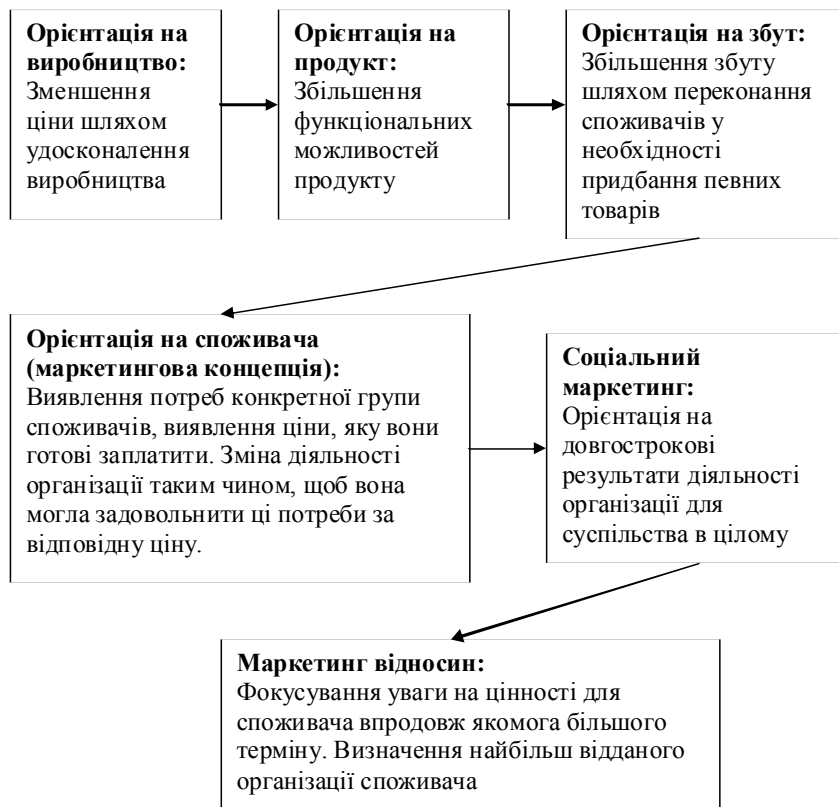 Орієнтація на
виробництво:
Зменшення
ціни шляхом
удосконалення
виробництва
Орієнтація на
продукт:
Збільшення
функціональних
можливостей
продукту
Орієнтація на збут:
Збільшення збуту
шляхом переконання
споживачів у
необхідності
придбання певних
товарів
Орієнтація на споживача
(маркетингова концепція):
Виявлення потреб конкретної групи
споживачів, виявлення ціни, яку вони
готові заплатити. Зміна діяльності
організації таким чином, щоб вона
могла задовольнити ці потреби за
відповідну ціну.
Соціальний
маркетинг:
Орієнтація на
довгострокові
результати діяльності
організації для
суспільства в цілому
Маркетинг відносин:
Фокусування уваги на цінності для
споживача впродовж якомога більшого
терміну. Визначення найбільш відданого
організації споживача